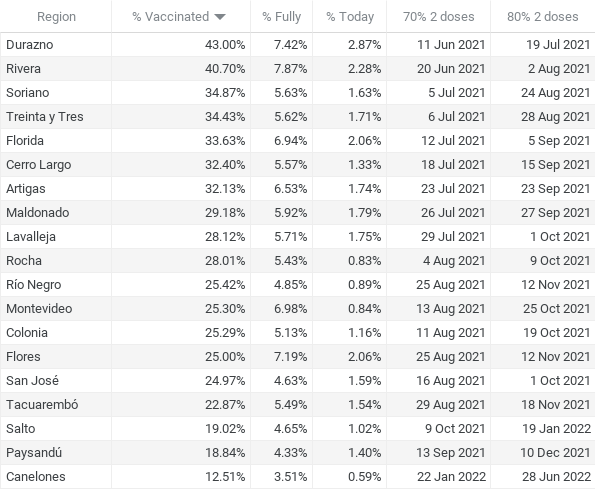 Region % Vaccinated % Fully % Today 70% 2 doses 80% 2 doses
Durazno 43.00% 7.42% 2.87% 11 Jun 2021 19 Jul 2021
Rivera 40.70% 7.87% 2.28% 20 Jun 2021 2 Aug 2021
Soriano 34.87% 5.63% 1.63% 5 Jul 2021 24 Aug 2021
Treinta y Tres 34.43% 5.62% 1.71% 6 Jul 2021 28 Aug 2021
Florida 33.63% 6.94% 2.06% 12 Jul 2021 5 Sep 2021
Cerro Largo 32.40% 5.57% 1.33% 18 Jul 2021 15 Sep 2021
Artigas 32.13% 6.53% 1.74% 23 Jul 2021 23 Sep 2021
Maldonado 29.18% 5.92% 1.79% 26 Jul 2021 27 Sep 2021
Lavalleja 28.12% 5.71% 1.75% 29 Jul 2021 1 Oct 2021
Rocha 28.01% 5.43% 0.83% 4 Aug 2021 9 Oct 2021
Río Negro 25.42% 4.85% 0.89% 25 Aug 2021 12 Nov 2021
Montevideo 25.30% 6.98% 0.84% 13 Aug 2021 25 Oct 2021
Colonia 25.29% 5.13% 1.16% 11 Aug 2021 19 Oct 2021
Flores 25.00% 7.19% 2.06% 25 Aug 2021 12 Nov 2021
San José 24.97% 4.63% 1.59% 16 Aug 2021 1 Oct 2021
Tacuarembó 22.87% 5.49% 1.54% 29 Aug 2021 18 Nov 2021
Salto 19.02% 4.65% 1.02% 9 Oct 2021 19 Jan 2022
Paysandú 18.84% 4.33% 1.40% 13 Sep 2021 10 Dec 2021
Canelones 12.51% 3.51% 0.59% 22 Jan 2022 28 Jun 2022